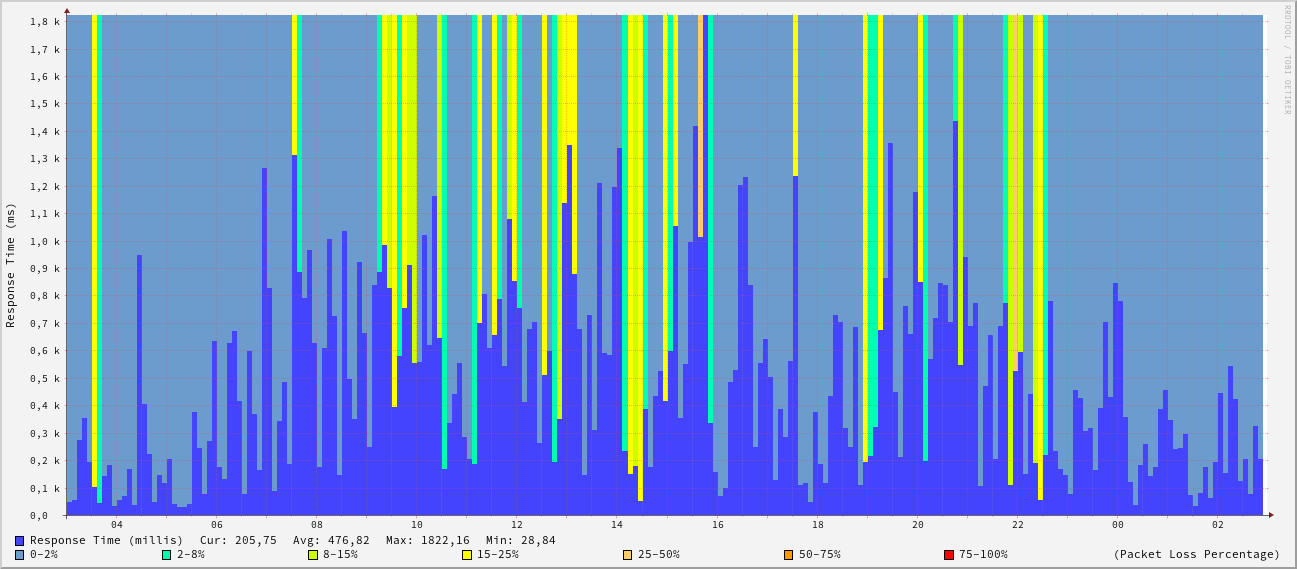 RRDTOOL / TOBI OETIKER
Response Time (ms)
1,8 k
1,7 k
1,6 k
1,5 k
1,4 k
1,3 k
1,2 k
1,1 k
1,0 k
0,9 k
0,8 k
0,7 k
0,6 k
0,5 k
0,4 k
0,3 k
0,2 k
0,1 k
0,0
04 06 08 10 12 14 16 18 20 22 00 02
Response Time (millis) Cur: 205,75 Avg: 476,82 Max: 1822,16 Min: 28,84
0-2% 2-8% 8-15% 15-25% 25-50% 50-75% 75-100% (Packet Loss Percentage)